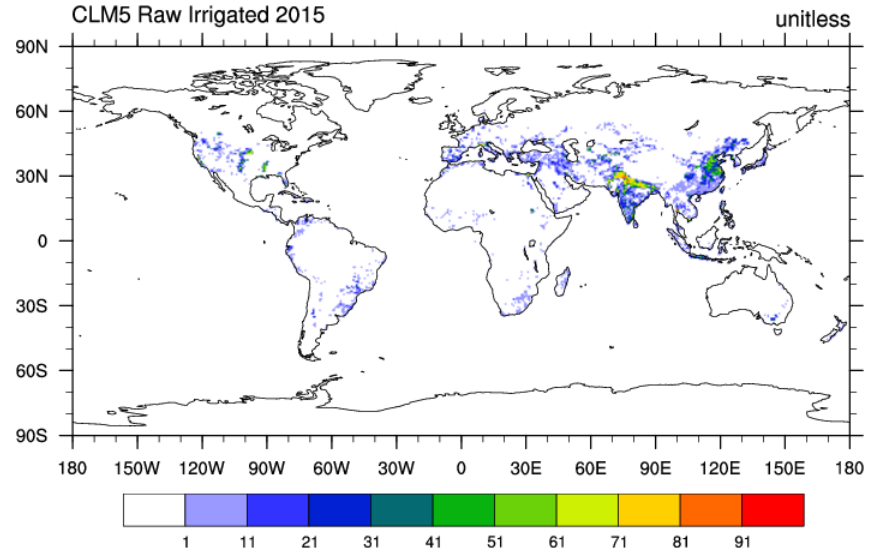 CLM5 Raw Irrigated 2015
unitless
90N
60N
30N
0
30S
60S
90S
180 150W 120W 90W 60W 30W 0 30E 60E 90E 120E 150E 180
1 11 21 31 41 51 61 71 81 91